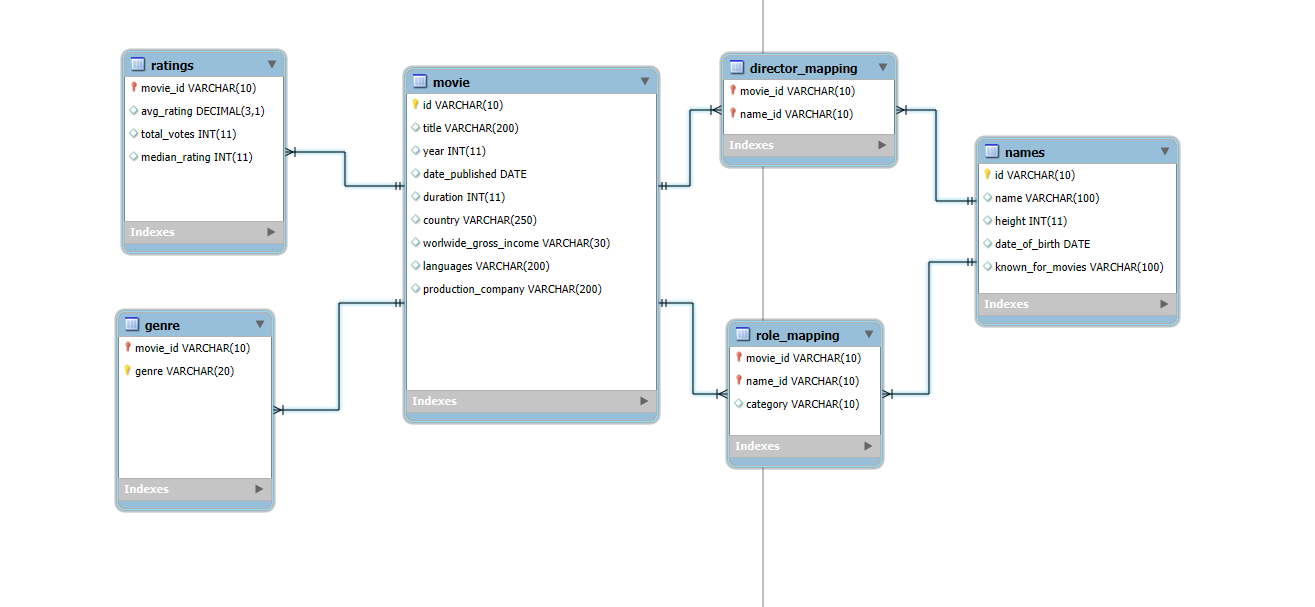 ratings
movie_id VARCHAR(10)
avg_rating DECIMAL(3,1)
total_votes INT(11)
median_rating INT(11)
Indexes
genre
movie_id VARCHAR(10)
genre VARCHAR(20)
Indexes
movie
id VARCHAR(10)
title VARCHAR(200)
year INT(11)
date_published DATE
duration INT(11)
country VARCHAR(250)
worlwide_gross_income VARCHAR(30)
languages VARCHAR(200)
production_company VARCHAR(200)
Indexes
director_mapping
movie_id VARCHAR(10)
name_id VARCHAR(10)
Indexes
role_mapping
movie_id VARCHAR(10)
name_id VARCHAR(10)
category VARCHAR(10)
Indexes
names
id VARCHAR(10)
name VARCHAR(100)
height INT(11)
date_of_birth DATE
known_for_movies VARCHAR(100)
Indexes